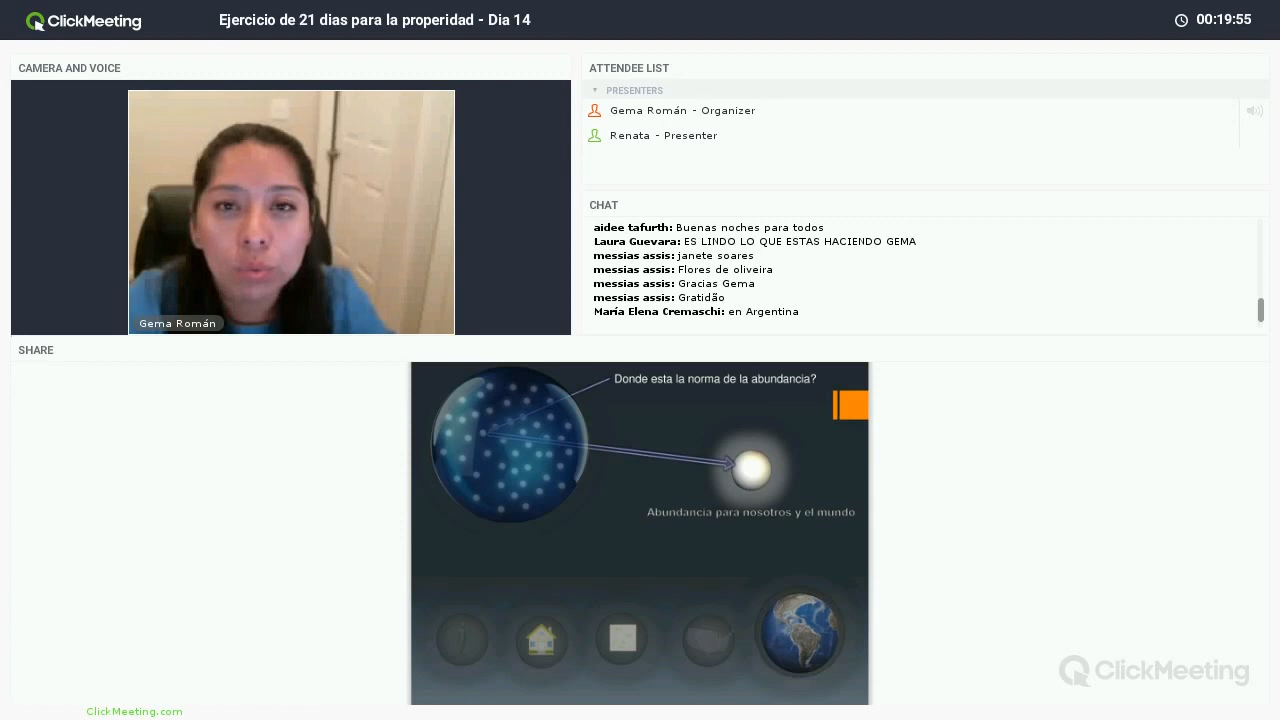 ClickMeeting
Ejercicio de 21 dias para la properidad - Dia 14
00:19:55
CAMERA AND VOICE
Gema Román
ATTENDEE LIST
PRESENTERS
Gema Román - Organizer
Renata - Presenter
CHAT
aidee tafurth: Buenas noches para todos
Laura Guevara: ES LINDO LO QUE ESTAS HACIENDO GEMA
messias assis: janete soares
messias assis: Flores de oliveira
messias assis: Gracias Gema
messias assis: Gratidão
María Elena Cremaschi: en Argentina
SHARE
Donde esta la norma de la abundancia?
Abundancia para nosotros y el mundo
ClickMeeting
ClickMeeting.com